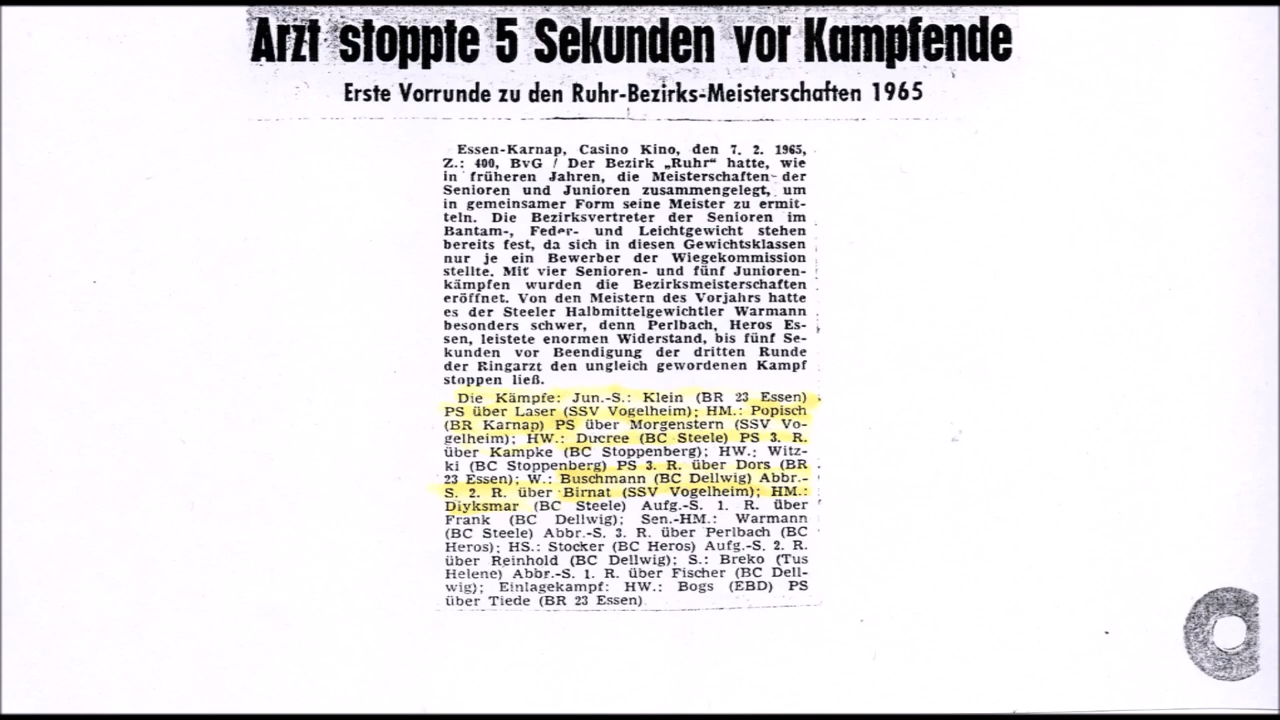 Arzt stoppte 5 Sekunden vor Kampfende
Erste Vorrunde zu den Ruhr-Bezirks-Meisterschaften 1965
Essen-Karnap, Casino Kino, den 7. 2. 1965,
Z.: 400, BvG / Der Bezirk „Ruhr“ hatte, wie
in früheren Jahren, die Meisterschaften der
Senioren und Junioren zusammengelegt, um
in gemeinsamer Form seine Meister zu ermit-
teln. Die Bezirksvertreter der Senioren im
Bantam-, Feder- und Leichtgewicht stehen
bereits fest, da sich in diesen Gewichtsklassen
nur je ein Bewerber der Wiegekommission
stellte. Mit vier Senioren- und fünf Junioren-
kämpfen wurden die Bezirksmeisterschaften
eröffnet. Von den Meistern des Vorjahrs hatte
es der Steeler Halbmittelgewichtler Warmann
besonders schwer, denn Perlbach, Heros Es-
sen, leistete enormen Widerstand, bis fünf Se-
kunden vor Beendigung der dritten Runde
der Ringarzt den ungleich gewordenen Kampf
stoppen ließ.
Die Kämpfe: Jun.-S.: Klein (BR 23 Essen)
PS über Laser (SSV Vogelheim); HM.: Popisch
(BR Karnap) PS über Morgenstern (SSV Vo-
gelheim); HW.: Ducree (BC Steele) PS 3. R.
über Kampke (BC Stoppenberg); HW.: Witz-
ki (BC Stoppenberg) PS 3. R. über Dors (BR
23 Essen); W.: Buschmann (BC Dellwig) Abbr.-
S. 2. R. über Birnat (SSV Vogelheim); HM.:
Diyksmar (BC Steele) Aufg.-S. 1. R. über
Frank (BC Dellwig); Sen.-HM.: Warmann
(BC Steele) Abbr.-S. 3. R. über Perlbach (BC
Heros); HS.: Stocker (BC Heros) Aufg.-S. 2. R.
über Reinhold (BC Dellwig); S.: Breko (Tus
Helene) Abbr.-S. 1. R. über Fischer (BC Dell-
wig); Einlagekampf: HW.: Bogs (EBD) PS
über Tiede (BR 23 Essen)